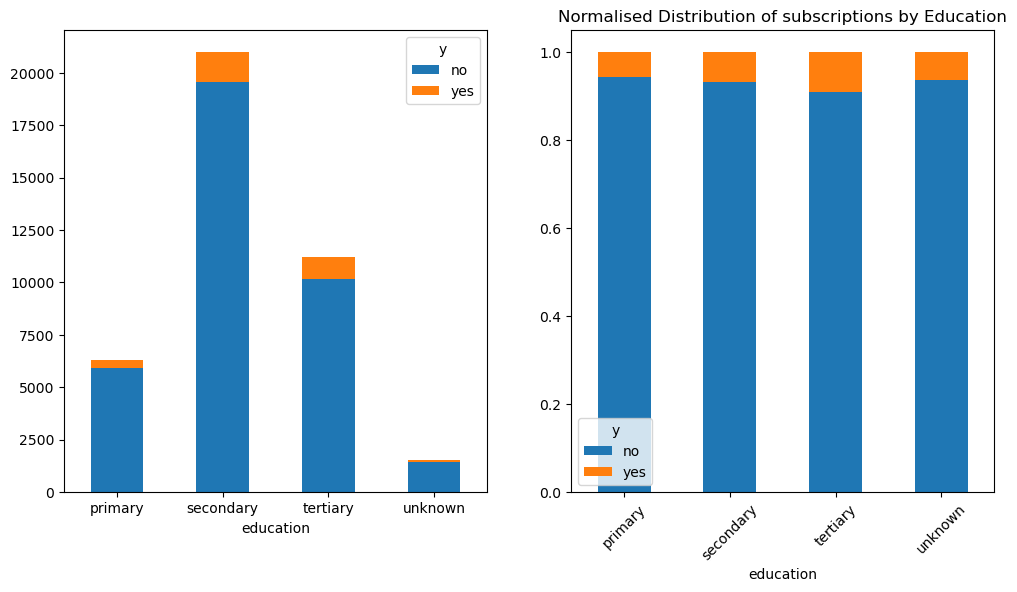 Normalised Distribution of subscriptions by Education
y
no
yes
20000
17500
15000
12500
10000
7500
5000
2500
0
primary
secondary
tertiary
unknown
education
1.0
0.8
0.6
0.4
0.2
0.0
y
no
yes
primary
secondary
tertiary
unknown
education